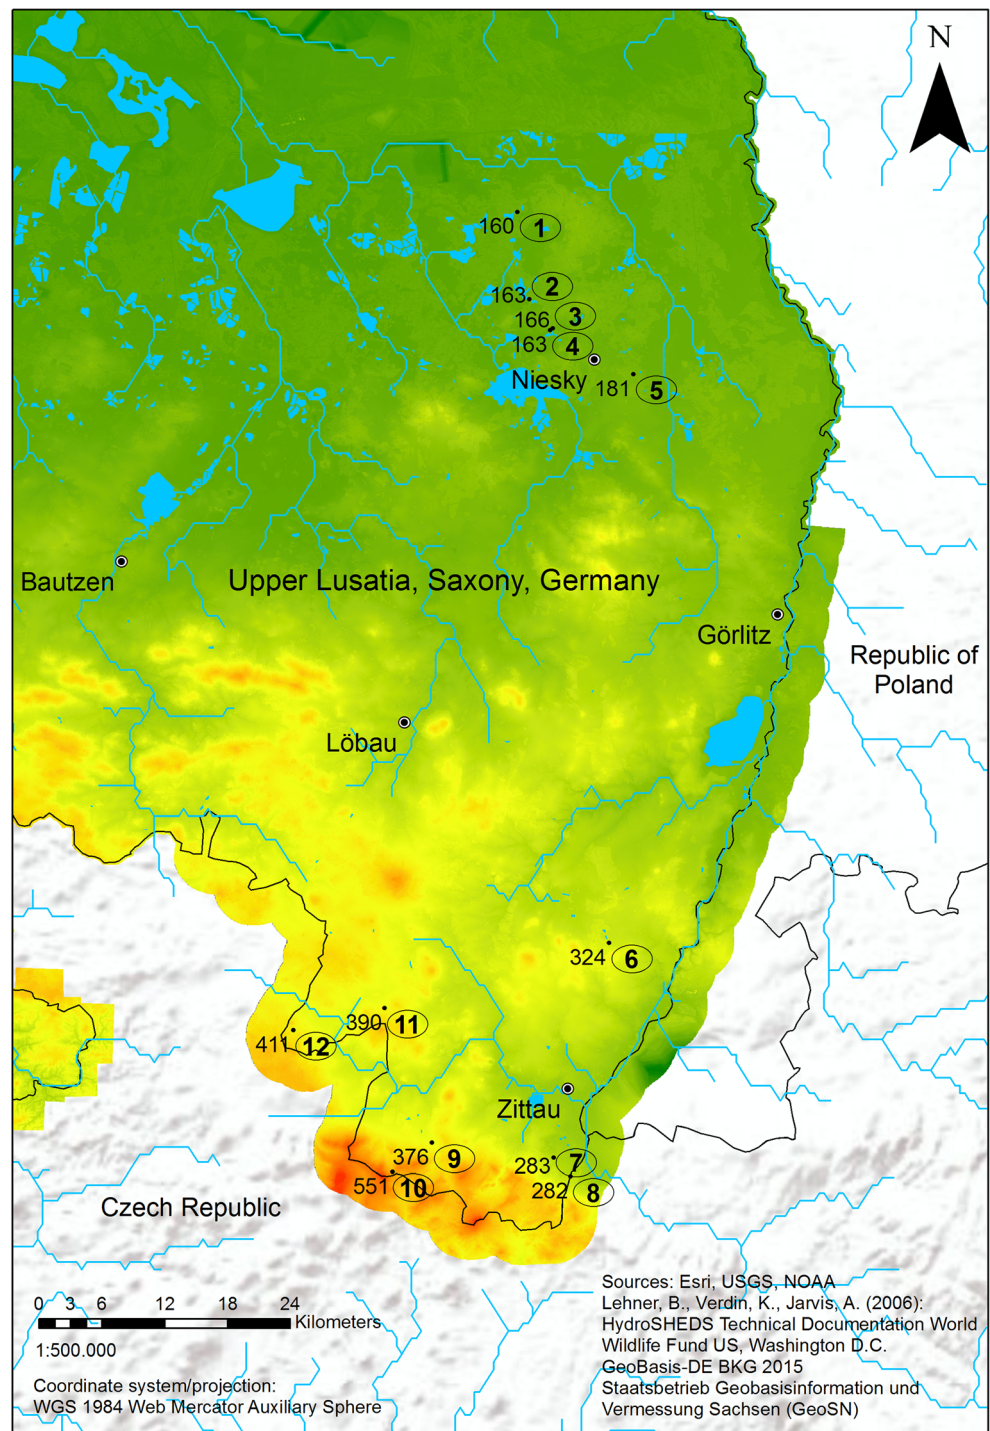 N
160 1
2
163
3
166
163 4
Niesky
181 5
Bautzen
Upper Lusatia, Saxony, Germany
Görlitz
Republic of
Poland
Löbau
324 6
390 11
411 12
Zittau
376 9
283 7
551 10
282 8
Czech Republic
0 3 6 12 18 24
Kilometers
1:500.000
Coordinate system/projection:
WGS 1984 Web Mercator Auxiliary Sphere
Sources: Esri, USGS, NOAA
Lehner, B., Verdin, K., Jarvis, A. (2006):
HydroSHEDS Technical Documentation World
Wildlife Fund US, Washington D.C.
GeoBasis-DE BKG 2015
Staatsbetrieb Geobasisinformation und
Vermessung Sachsen (GeoSN)